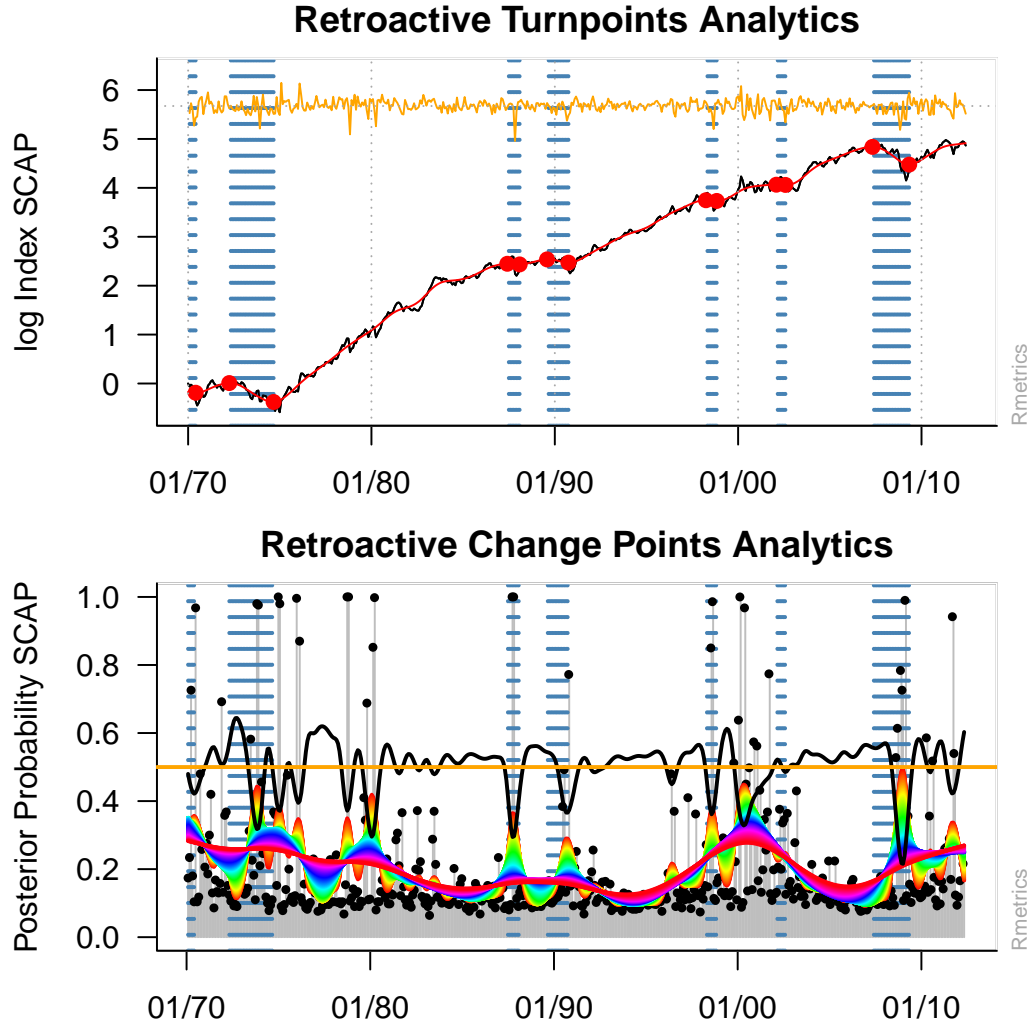 Retroactive Turnpoints Analytics
log Index SCAP
6
5
4
3
2
1
0
01/70 01/80 01/90 01/00 01/10
Rmetrics
Retroactive Change Points Analytics
Posterior Probability SCAP
1.0
0.8
0.6
0.4
0.2
0.0
01/70 01/80 01/90 01/00 01/10
Rmetrics